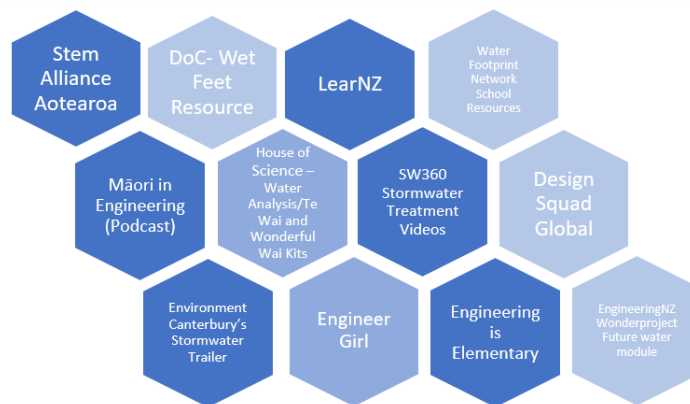 Stem
Alliance
Aotearoa
DoC- Wet
Feet
Resource
LearNZ
Water
Footprint
Network
School
Resources
Māori in
Engineering
(Podcast)
House of
Science –
Water
Analysis/Te
Wai and
Wonderful
Wai Kits
SW360
Stormwater
Treatment
Videos
Design
Squad
Global
Environment
Canterbury's
Stormwater
Trailer
Engineer
Girl
Engineering
is
Elementary
EngineeringNZ
Wonderproject
Future water
module